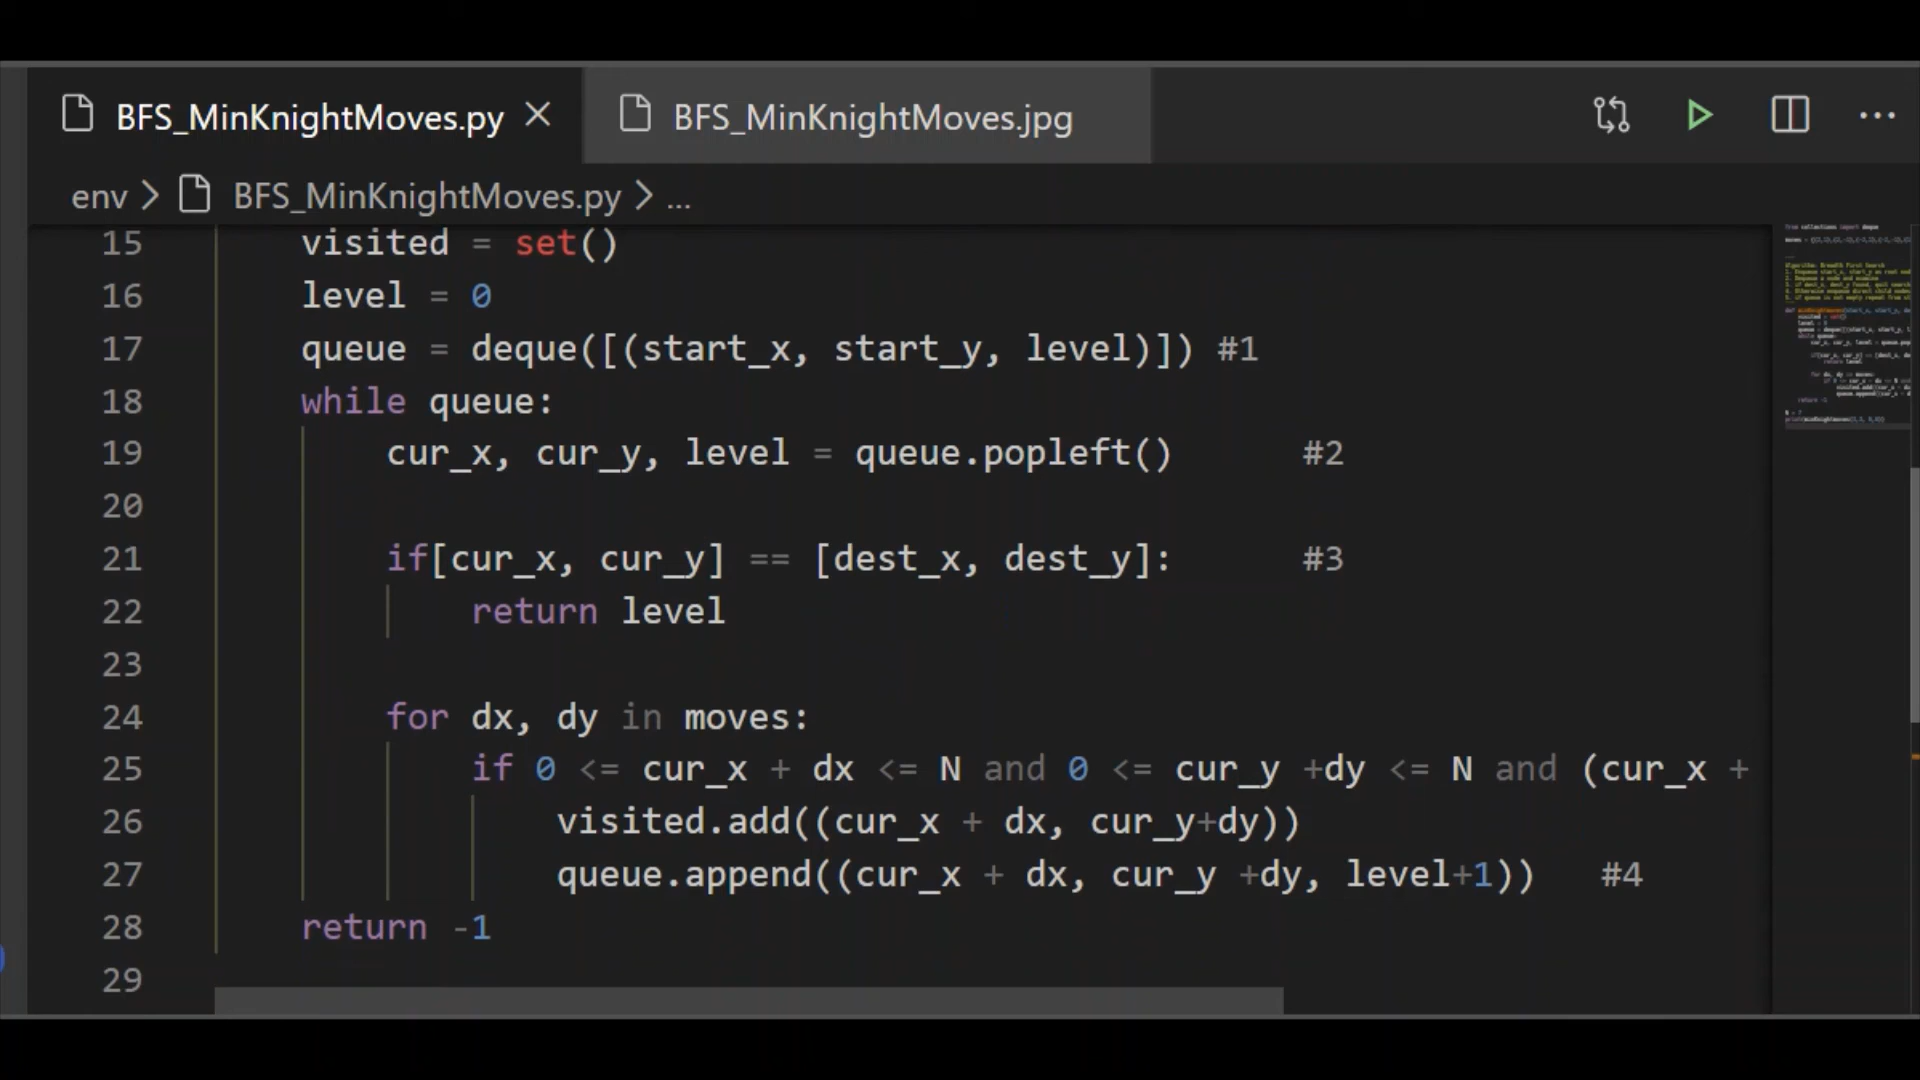 BFS_MinKnightMoves.py
BFS_MinKnightMoves.jpg
env > BFS_MinKnightMoves.py > ...
15 visited = set()
16 level = 0
17 queue = deque([(start_x, start_y, level)]) #1
18 while queue:
19 cur_x, cur_y, level = queue.popleft() #2
20
21 if[cur_x, cur_y] == [dest_x, dest_y]: #3
22 return level
23
24 for dx, dy in moves:
25 if 0 <= cur_x + dx <= N and 0 <= cur_y +dy <= N and (cur_x +
26 visited.add((cur_x + dx, cur_y+dy))
27 queue.append((cur_x + dx, cur_y +dy, level+1)) #4
28 return -1
29